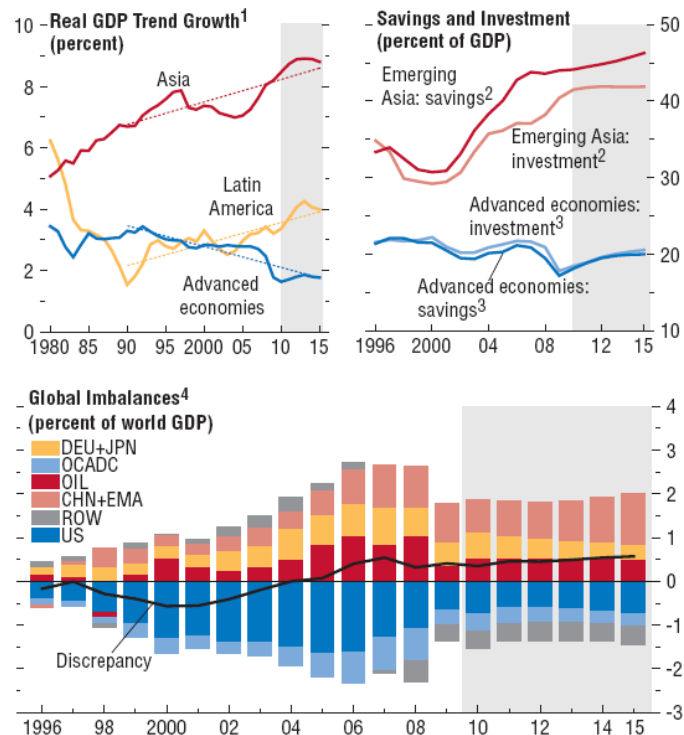 Real GDP Trend Growth1
(percent)
10
8
6
4
2
0
Asia
Latin
America
Advanced
economies
1980 85 90 95 2000 05 10 15
Savings and Investment
(percent of GDP)
50
40
30
20
10
Emerging
Asia: savings2
Emerging Asia:
investment2
Advanced economies:
investment3
Advanced economies:
savings3
1996 2000 04 08 12 15
Global Imbalances4
(percent of world GDP)
DEU+JPN
OCADC
OIL
CHN+EMA
ROW
US
Discrepancy
4
3
2
1
0
-1
-2
-3
1996 98 2000 02 04 06 08 10 12 14 15